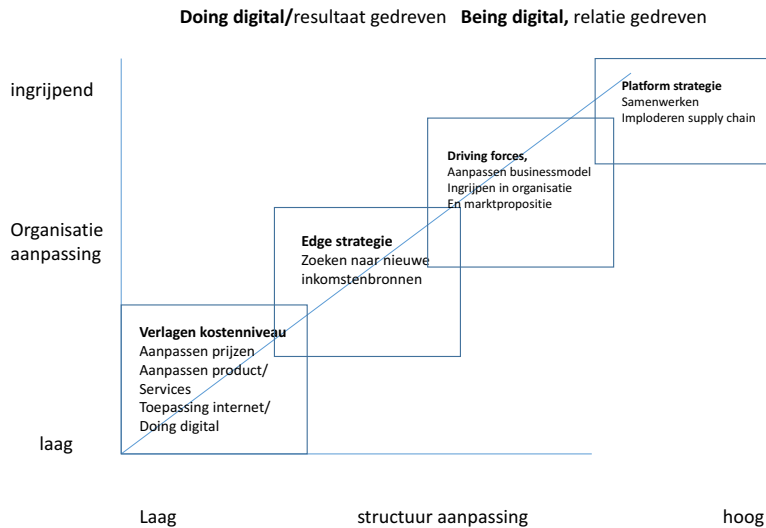 Doing digital/resultaat gedreven Being digital, relatie gedreven
ingrijpend
Platform strategie
Samenwerken
Imploderen supply chain
Driving forces,
Aanpassen businessmodel
Ingrijpen in organisatie
En marktpropositie
Organisatie
aanpassing
Edge strategie
Zoeken naar nieuwe
inkomstenbronnen
Verlagen kostenniveau
Aanpassen prijzen
Aanpassen product/
Services
Toepassing internet/
Doing digital
laag
Laag structuur aanpassing hoog